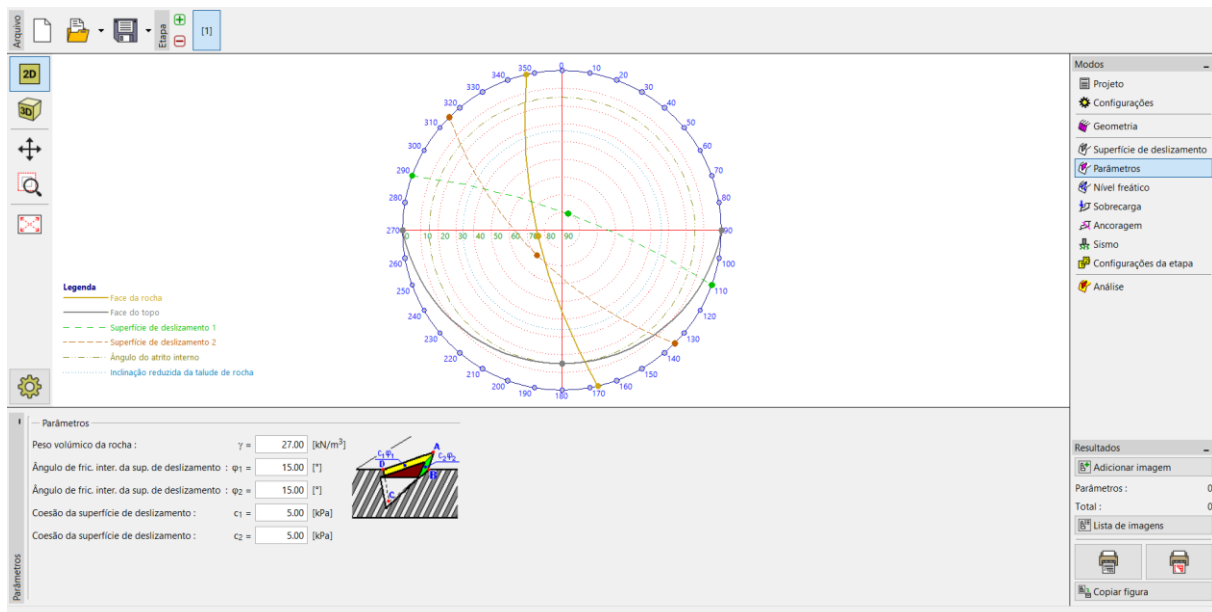 Arquivo
Etapa
[1]
2D
3D
350 0 10
340 20
330 30
320 40
310 50
300 60
290 70
280 80
270 0 10 20 30 40 50 60 70 80 90 90
260 100
250 110
240 120
230 130
220 140
210 150
200 190 180 170 160
Legenda
Face da rocha
Face do topo
Superfície de deslizamento 1
Superfície de deslizamento 2
Ângulo do atrito interno
Inclinação reduzida da talude de rocha
Modos
Projeto
Configurações
Geometria
Superfície de deslizamento
Parâmetros
Nível freático
Sobrecarga
Ancoragem
Sismo
Configurações da etapa
Análise
Parâmetros
Parâmetros
Peso volúmico da rocha : γ = 27.00 [kN/m³]
Ângulo de fric. inter. da sup. de deslizamento : φ₁ = 15.00 [°]
Ângulo de fric. inter. da sup. de deslizamento : φ₂ = 15.00 [°]
Coesão da superfície de deslizamento : c₁ = 5.00 [kPa]
Coesão da superfície de deslizamento : c₂ = 5.00 [kPa]
A
c₁φ₁
c₂φ₂
D
B
C
Resultados
Adicionar imagem
Parâmetros : 0
Total : 0
Lista de imagens
Copiar figura